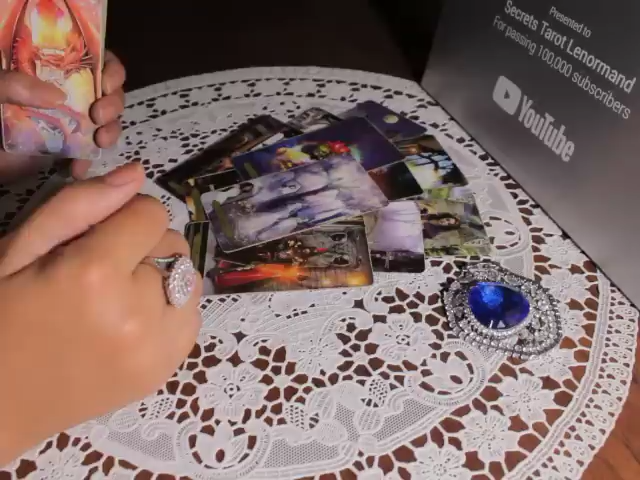 Presented to
Secrets Tarot Lenormand
For passing 100,000 subscribers
YouTube